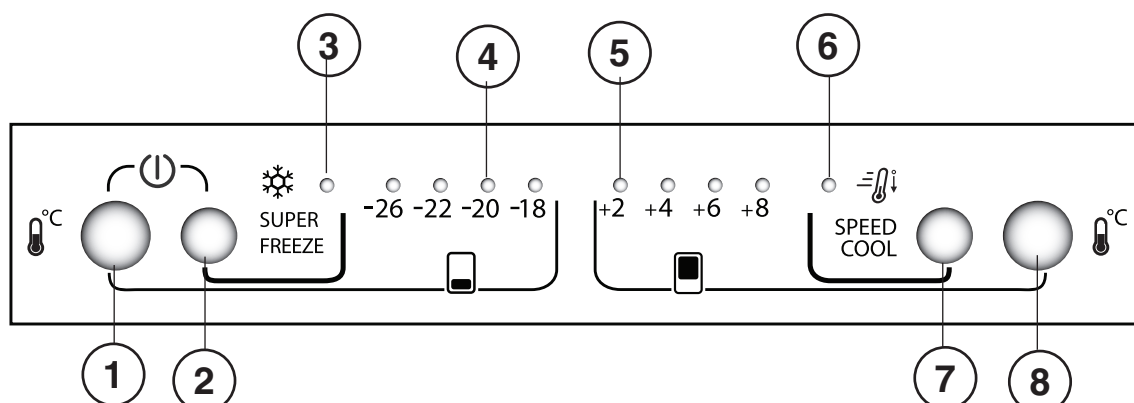 3 4 5 6
°C °C
SUPER
FREEZE
-26 -22 -20 -18
+2 +4 +6 +8
SPEED
COOL
1 2 7 8